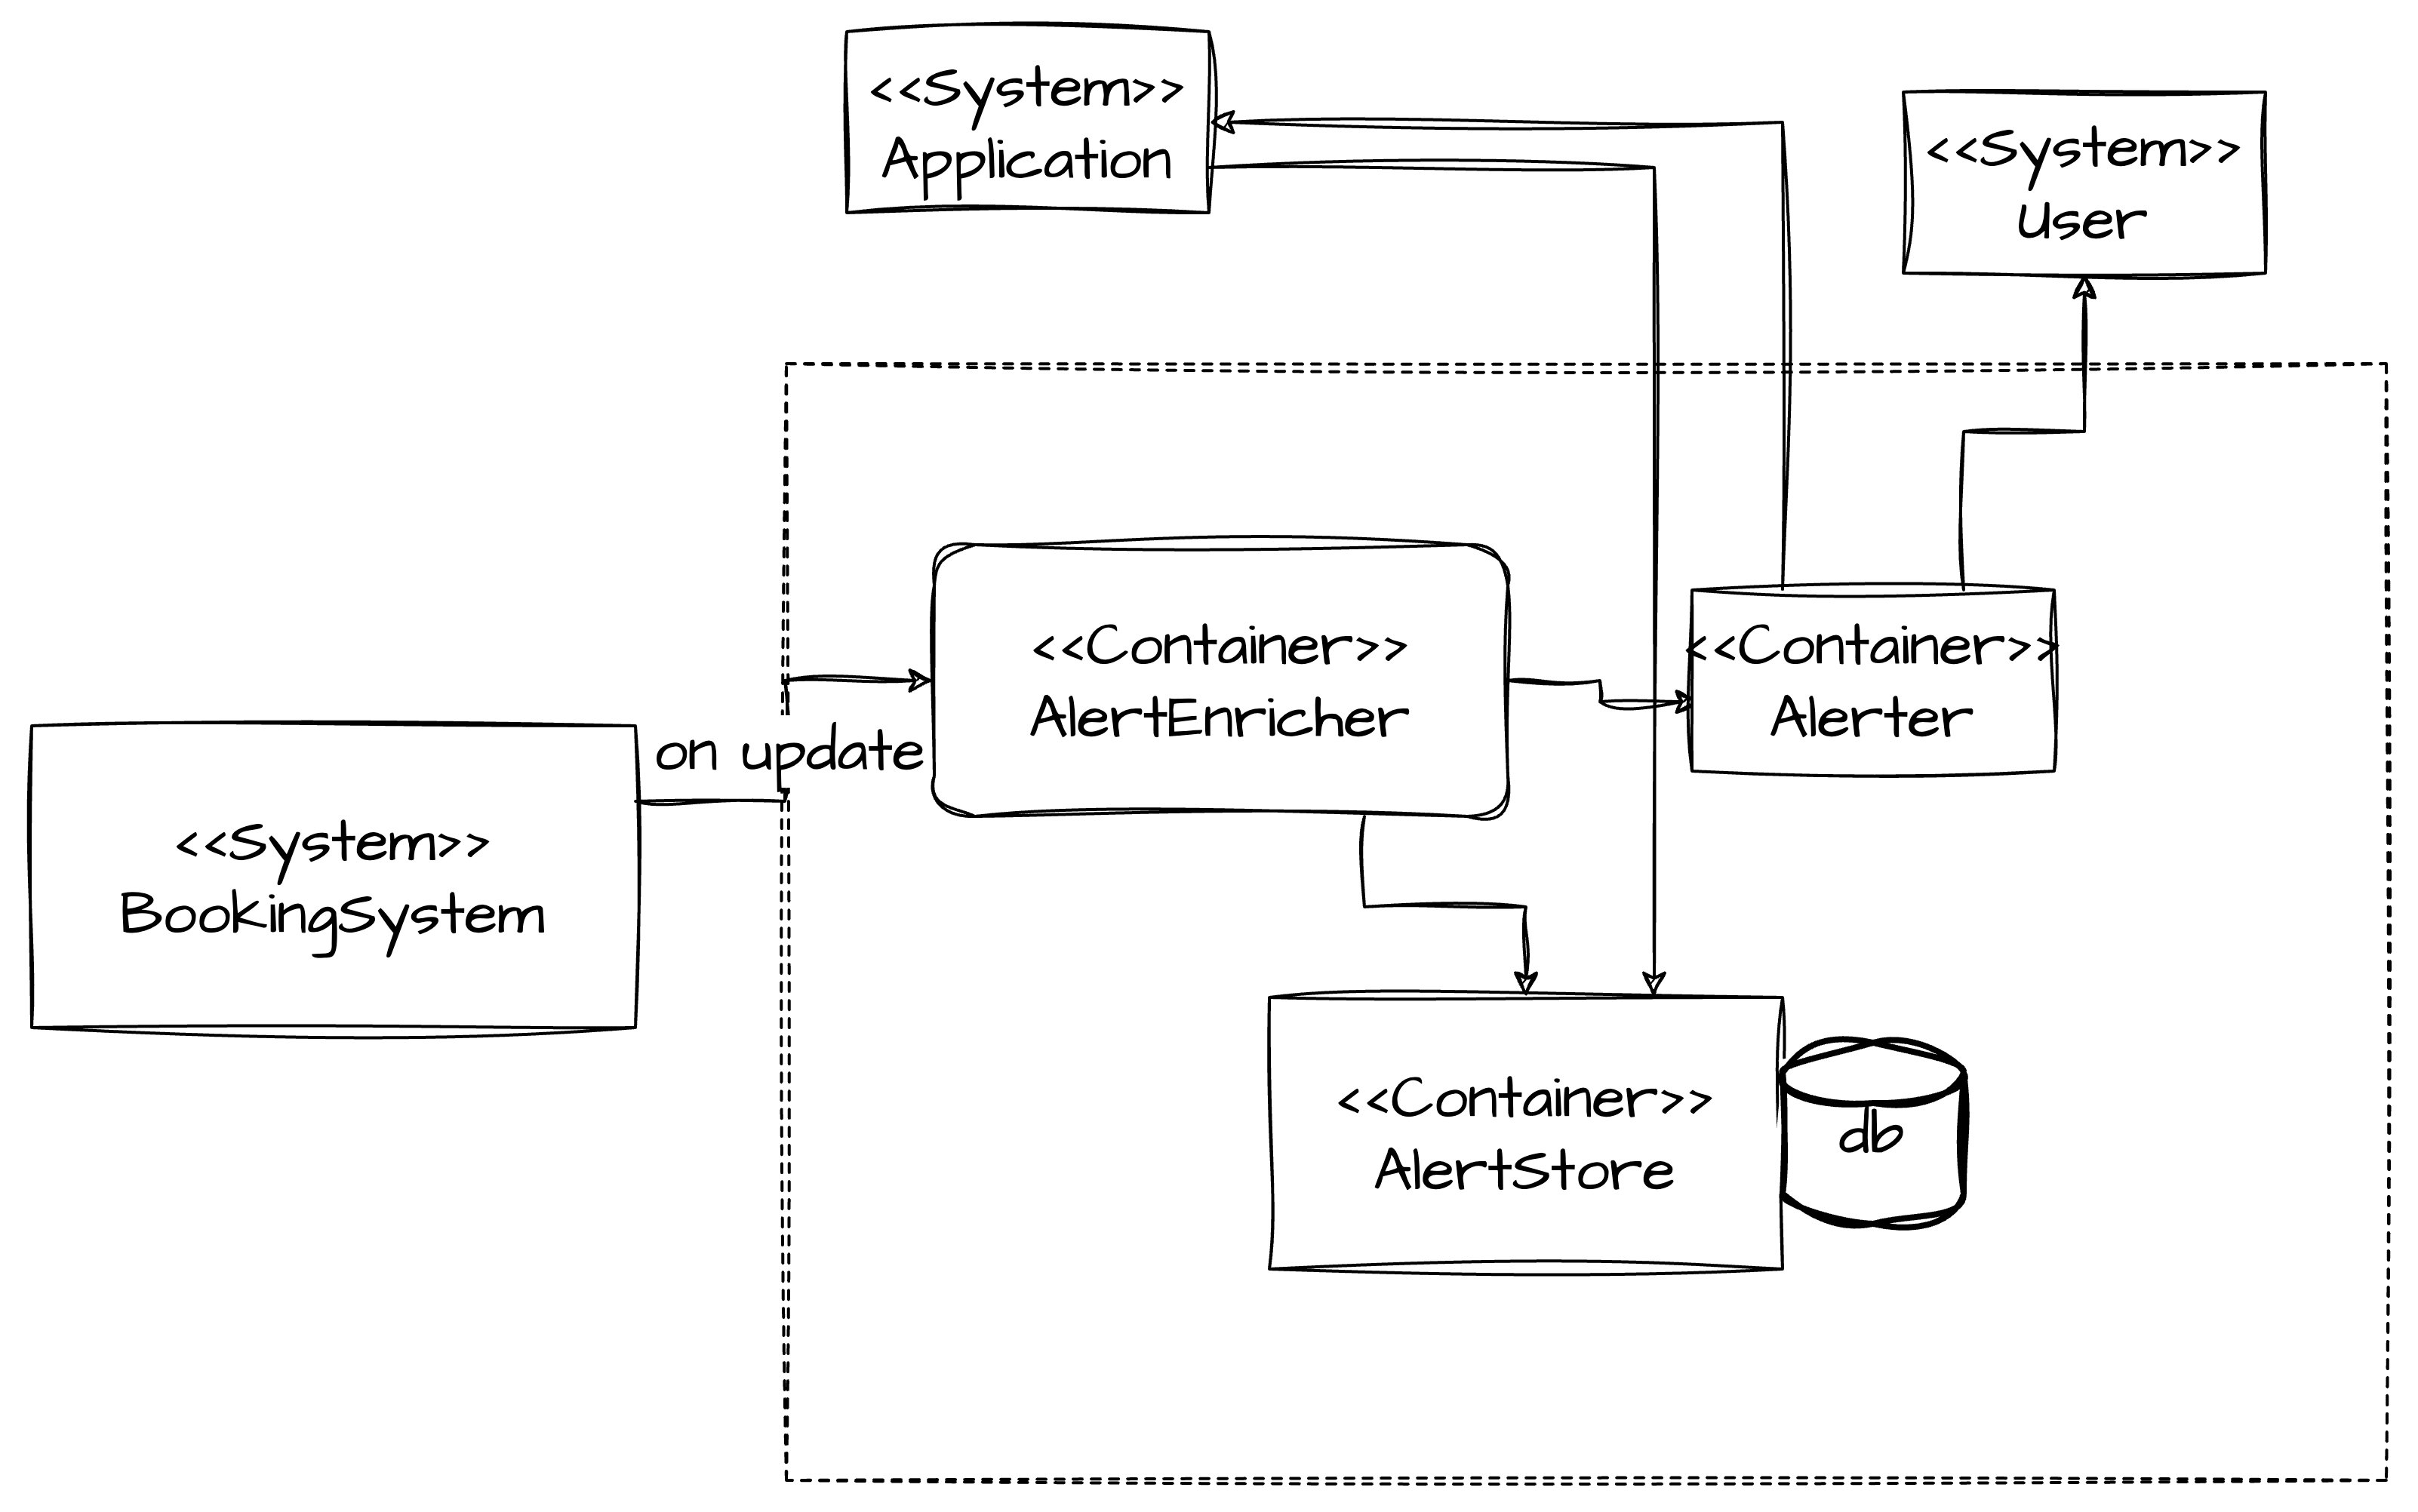 <<System>>
Application
<<System>>
User
<<Container>>
AlertEnricher
<<Container>>
Alerter
on update
<<System>>
BookingSystem
<<Container>>
AlertStore
db